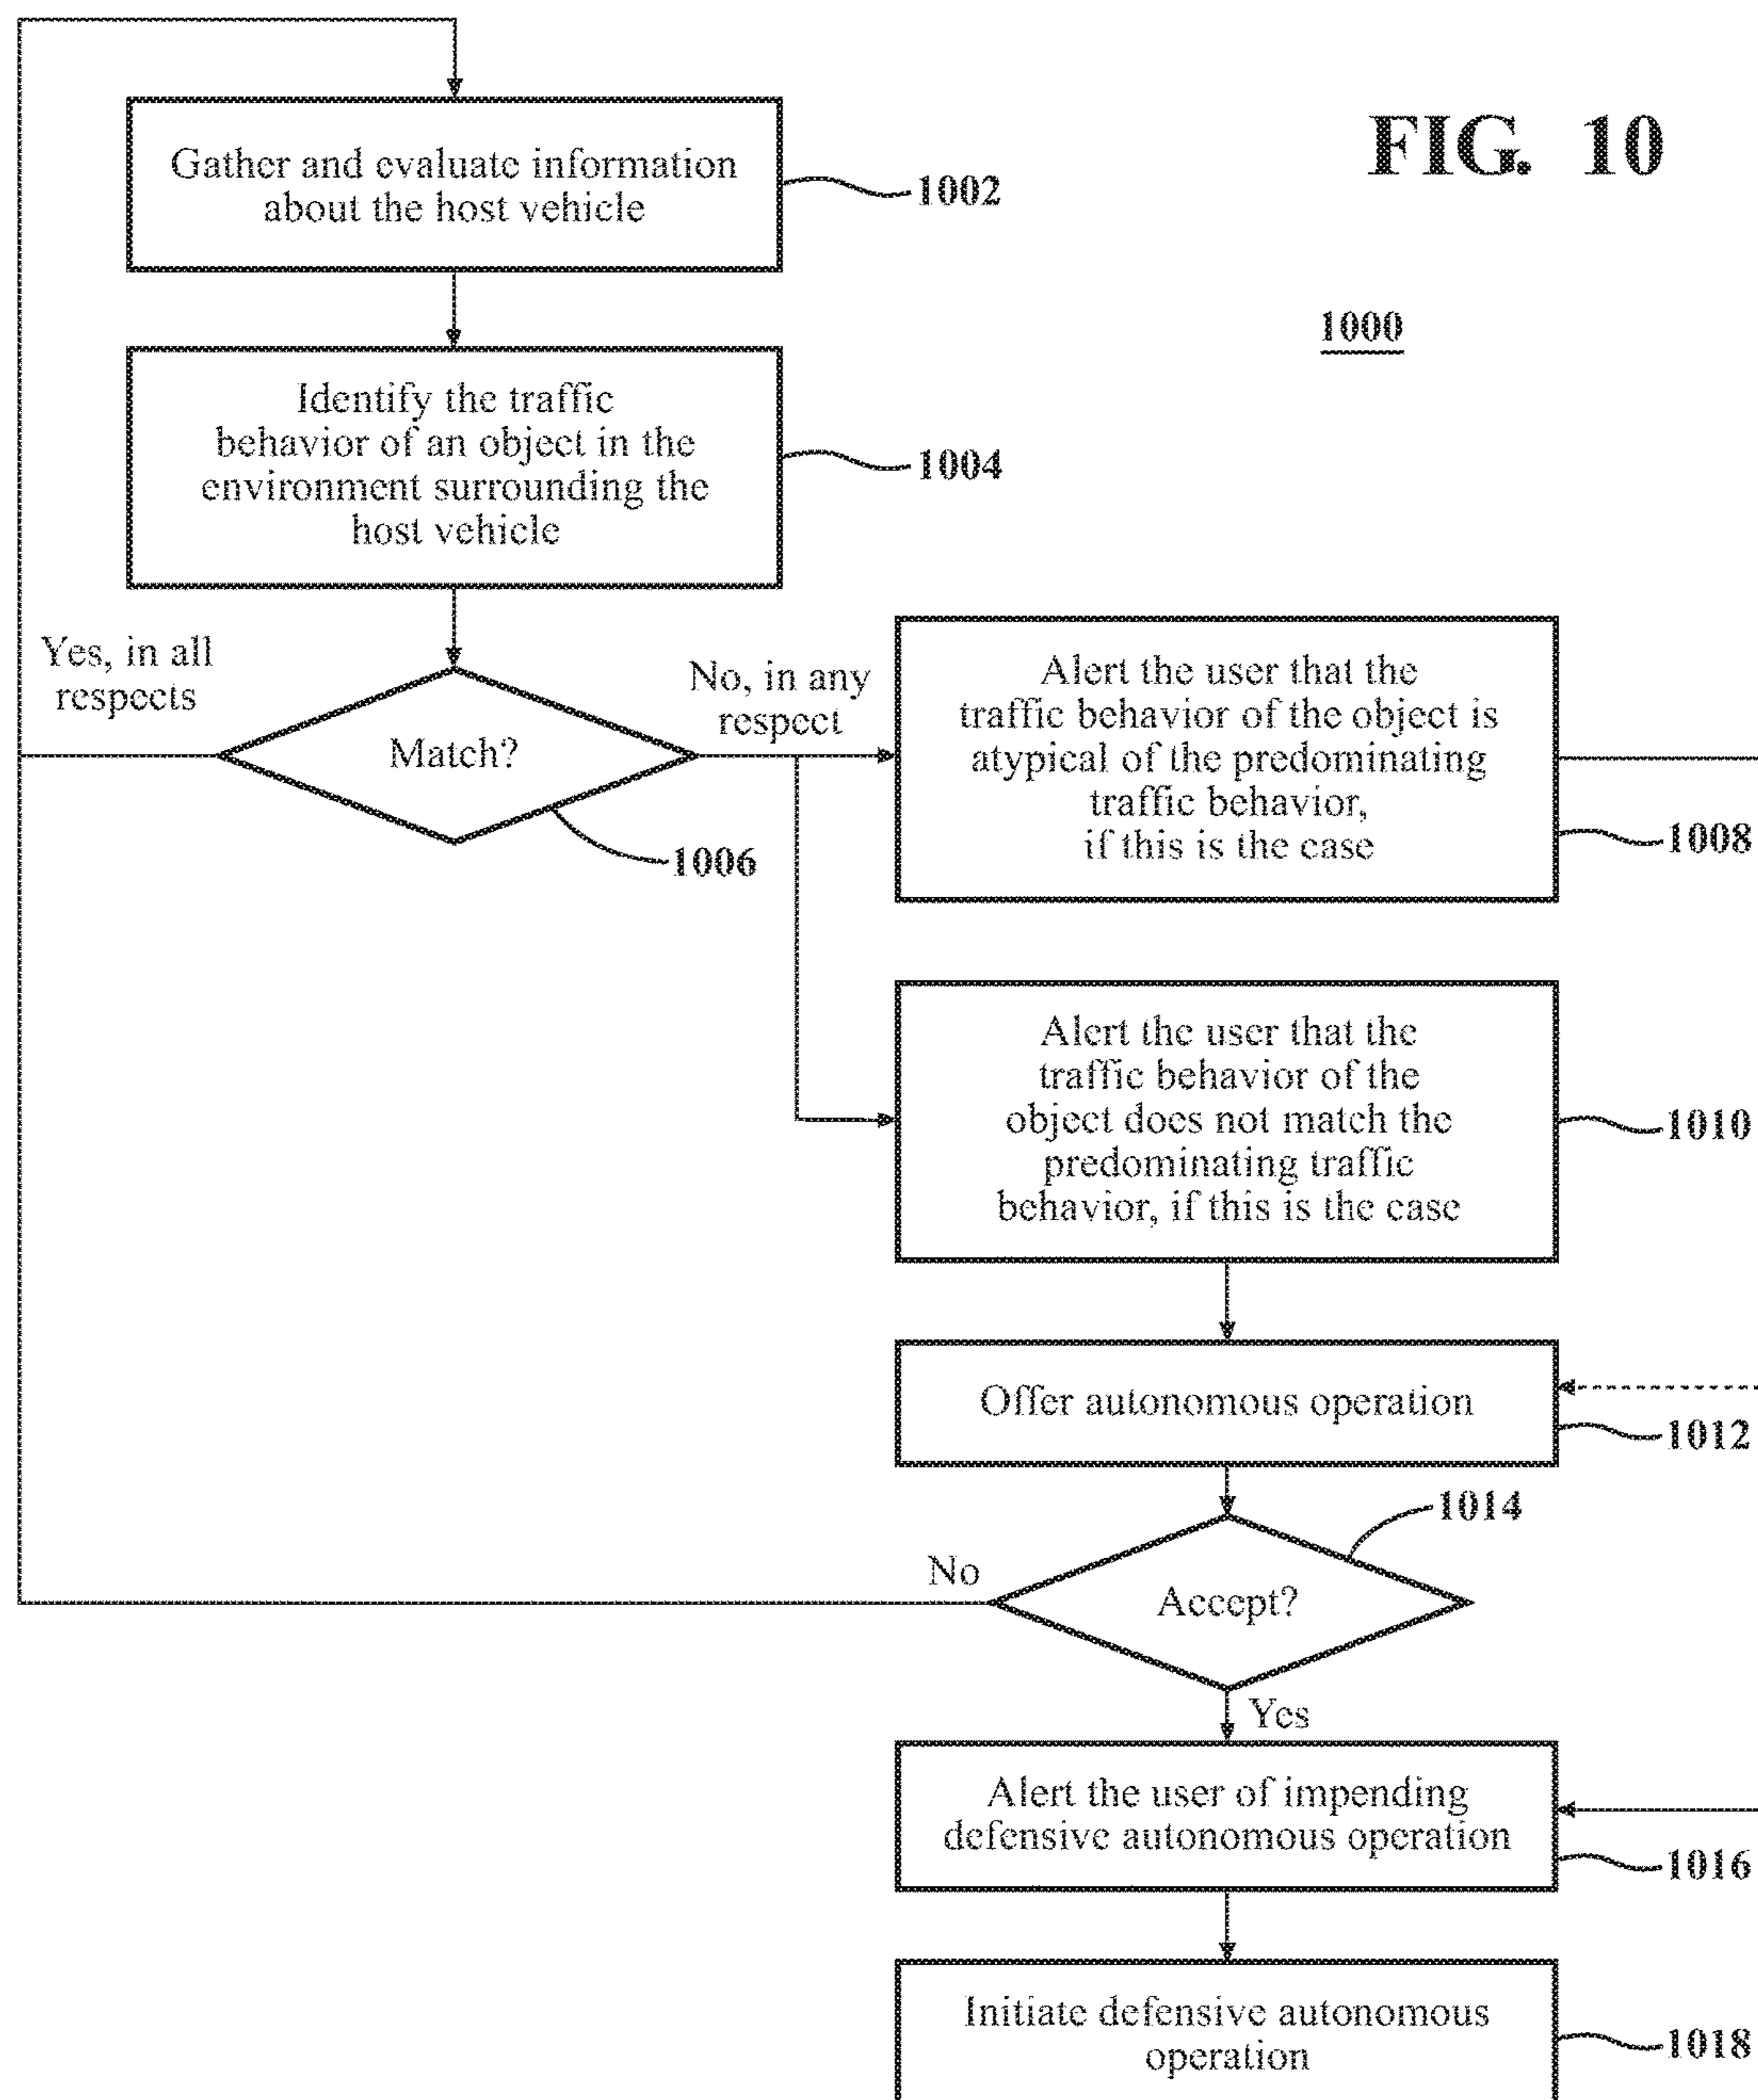 FIG. 10
1000
Gather and evaluate information
about the host vehicle
1002
Identify the traffic
behavior of an object in the
environment surrounding the
host vehicle
1004
Yes, in all
respects
Match?
1006
No, in any
respect
Alert the user that the
traffic behavior of the object is
atypical of the predominating
traffic behavior,
if this is the case
1008
Alert the user that the
traffic behavior of the
object does not match the
predominating traffic
behavior, if this is the case
1010
Offer autonomous operation
1012
1014
No
Accept?
Yes
Alert the user of impending
defensive autonomous operation
1016
Initiate defensive autonomous
operation
1018